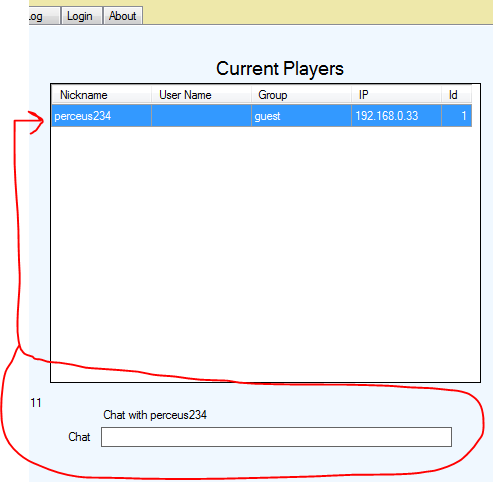 Log Login About
Current Players
Nickname User Name Group IP Id
perceus234 guest 192.168.0.33 1
11
Chat with perceus234
Chat